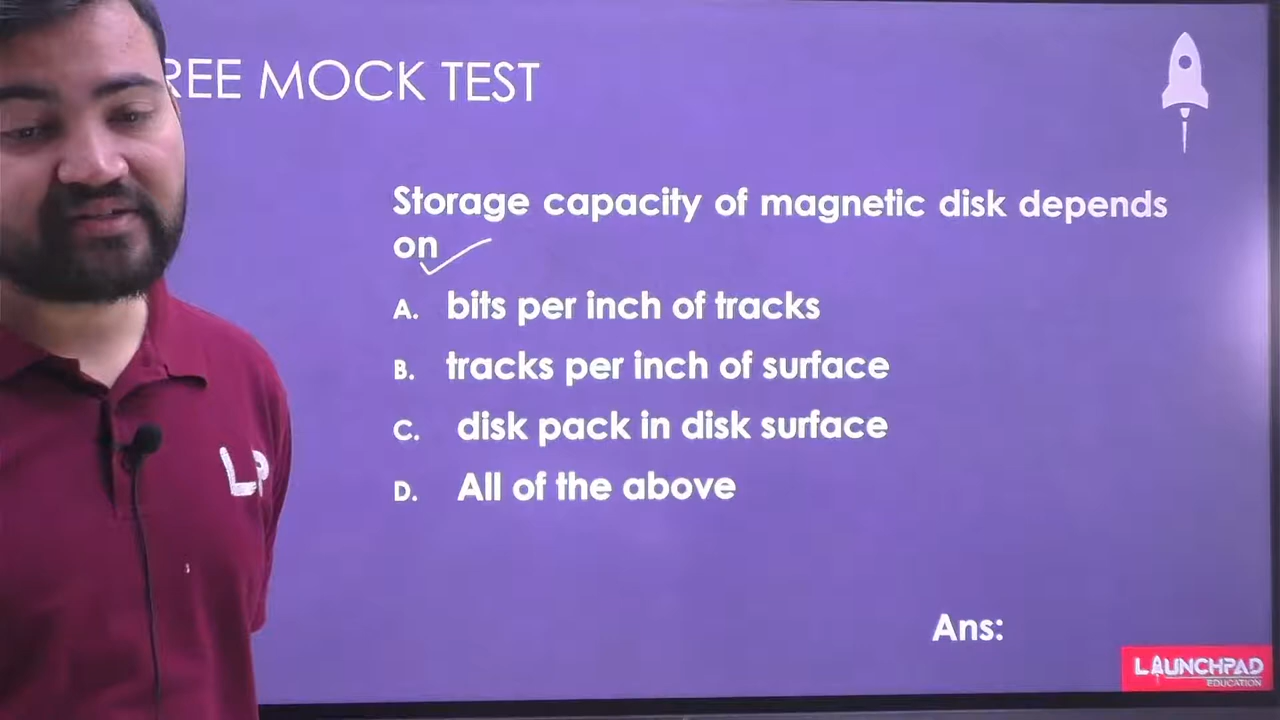 REE MOCK TEST
Storage capacity of magnetic disk depends
on
A. bits per inch of tracks
B. tracks per inch of surface
C. disk pack in disk surface
D. All of the above
LP
Ans:
LAUNCHPAD
EDUCATION